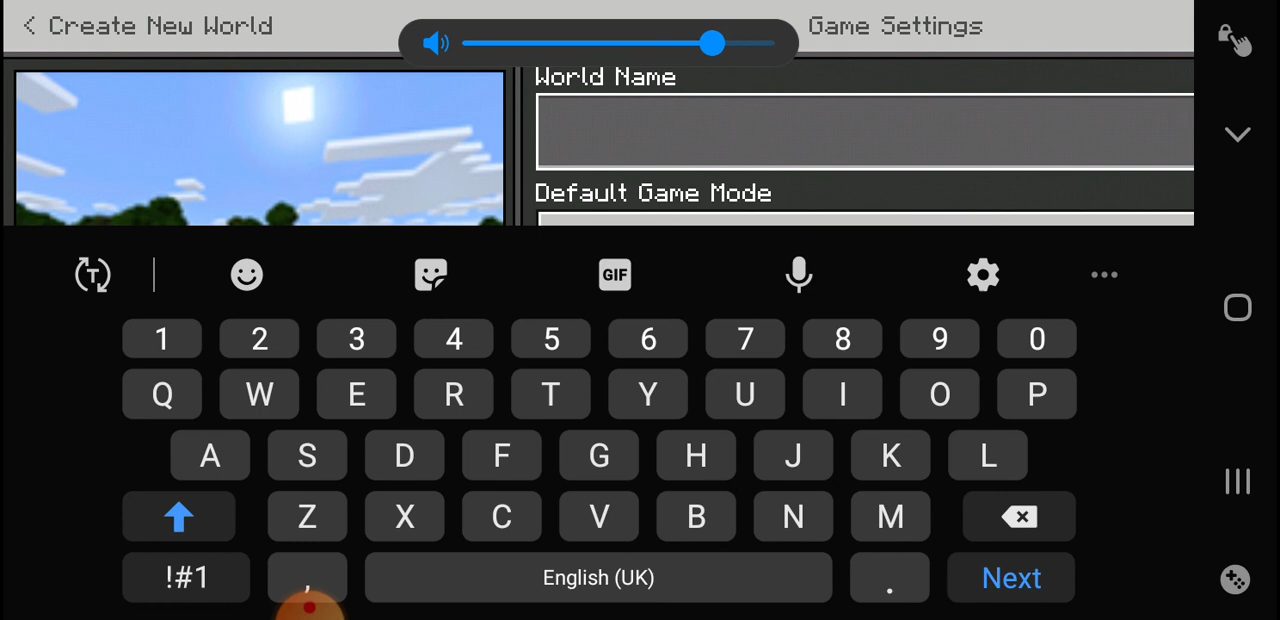 < Create New World
Game Settings
World Name
Default Game Mode
T
GIF
1 2 3 4 5 6 7 8 9 0
Q W E R T Y U I O P
A S D F G H J K L
Z X C V B N M
!#1 , English (UK) . Next